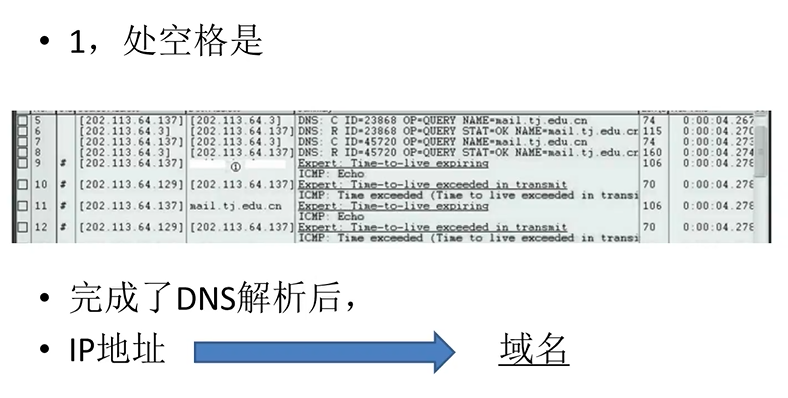 • 1，处空格是
5 [202.113.64.137] [202.113.64.3] DNS: C ID=23868 OP=QUERY NAME=mail.tj.edu.cn 74 0:00:04.267
6 [202.113.64.3] [202.113.64.137] DNS: R ID=23868 OP=QUERY STAT=OK NAME=mail.tj.edu.cr 115 0:00:04.270
7 [202.113.64.137] [202.113.64.3] DNS: C ID=45720 OP=QUERY NAME=mail.tj.edu.cn 74 0:00:04.273
8 [202.113.64.3] [202.113.64.137] DNS: R ID=45720 OP=QUERY STAT=OK NAME=mail.tj.edu.cr 160 0:00:04.274
9 # [202.113.64.137] ① Expert: Time-to-live expiring 106 0:00:04.278
ICMP: Echo
10 # [202.113.64.129] [202.113.64.137] Expert: Time-to-live exceeded in transmit 70 0:00:04.278
ICMP: Time exceeded (Time to live exceeded in transi
11 # [202.113.64.137] mail.tj.edu.cn Expert: Time-to-live expiring 106 0:00:04.278
ICMP: Echo
12 # [202.113.64.129] [202.113.64.137] Expert: Time-to-live exceeded in transmit 70 0:00:04.278
ICMP: Time exceeded (Time to live exceeded in transi
• 完成了DNS解析后，
• IP地址 域名